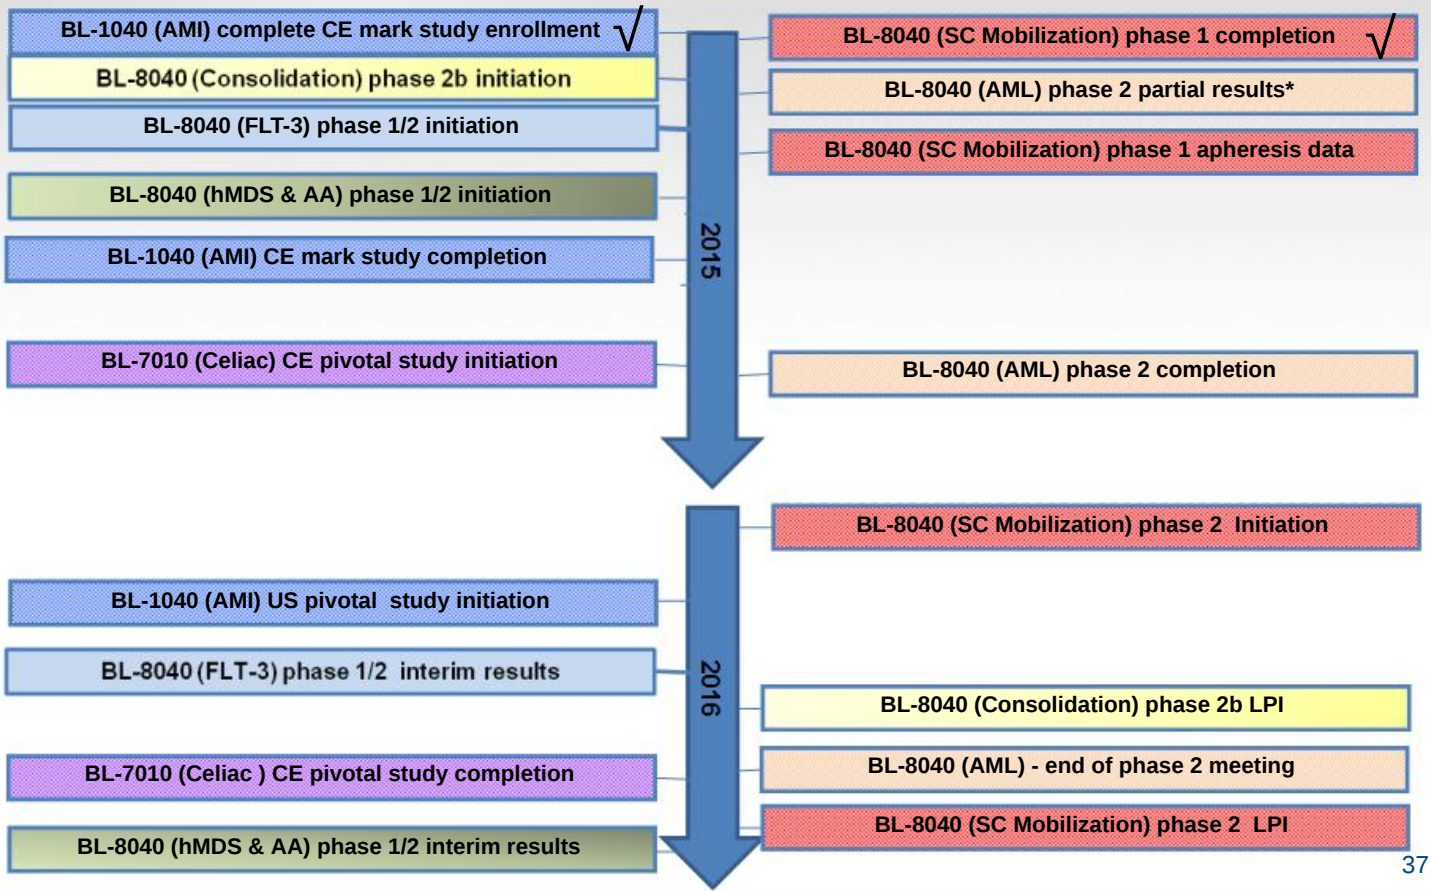 BL-1040 (AMI) complete CE mark study enrollment √
BL-8040 (Consolidation) phase 2b initiation
BL-8040 (FLT-3) phase 1/2 initiation
BL-8040 (hMDS & AA) phase 1/2 initiation
BL-1040 (AMI) CE mark study completion
BL-7010 (Celiac) CE pivotal study initiation
2015
BL-8040 (SC Mobilization) phase 1 completion √
BL-8040 (AML) phase 2 partial results*
BL-8040 (SC Mobilization) phase 1 apheresis data
BL-8040 (AML) phase 2 completion
BL-1040 (AMI) US pivotal study initiation
BL-8040 (FLT-3) phase 1/2 interim results
BL-7010 (Celiac ) CE pivotal study completion
BL-8040 (hMDS & AA) phase 1/2 interim results
2016
BL-8040 (SC Mobilization) phase 2 Initiation
BL-8040 (Consolidation) phase 2b LPI
BL-8040 (AML) - end of phase 2 meeting
BL-8040 (SC Mobilization) phase 2 LPI
37